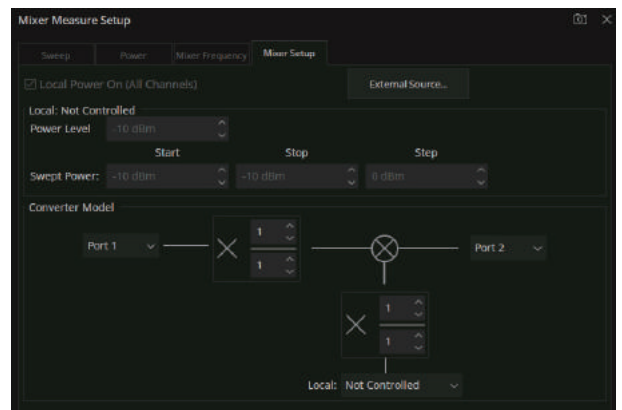 Mixer Measure Setup
Sweep Power Mixer Frequency Mixer Setup
Local Power On (All Channels) External Source...
Local: Not Controlled
Power Level -10 dBm
Start Stop Step
Swept Power: -10 dBm -10 dBm 0 dBm
Converter Model
1
Port 1 Port 2
1
1
1
Local: Not Controlled